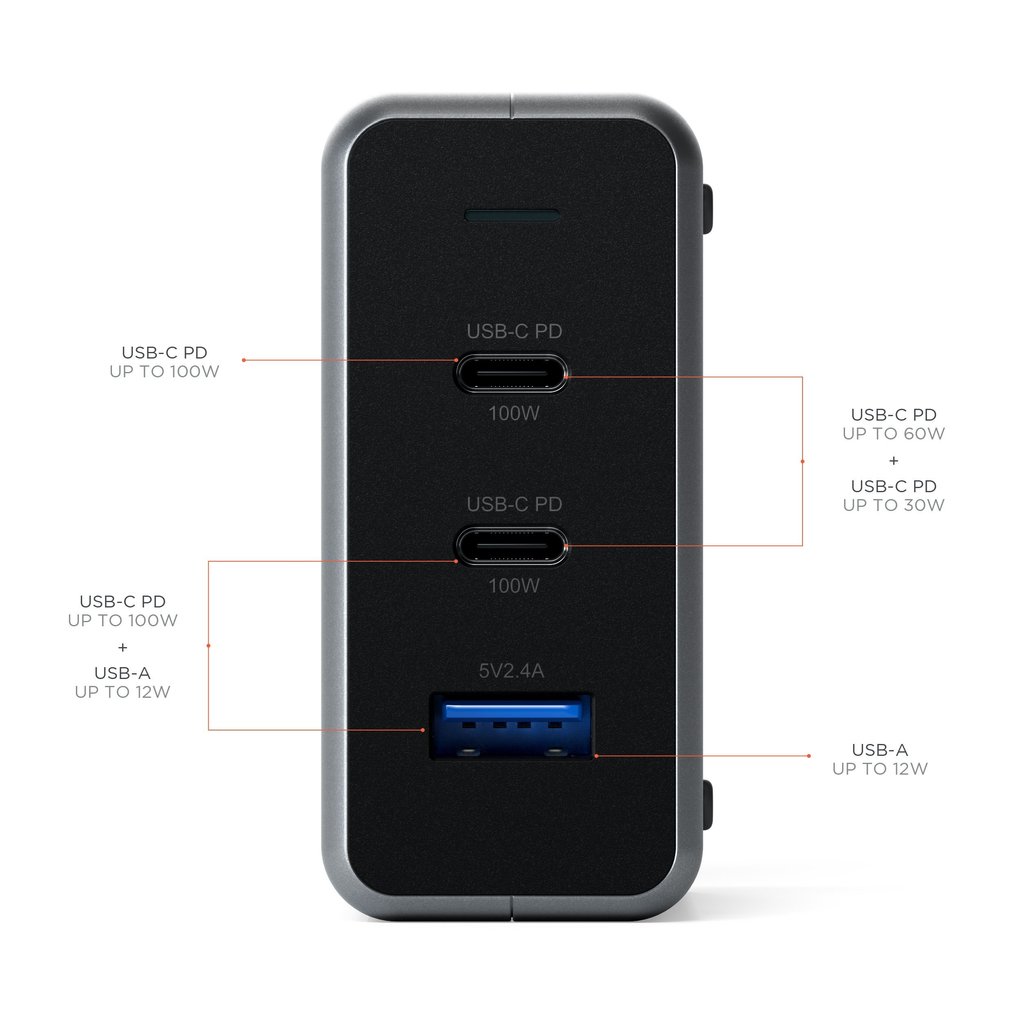 USB-C PD
100W
USB-C PD
100W
5V2.4A
USB-C PD
UP TO 100W
USB-C PD
UP TO 100W
+
USB-A
UP TO 12W
USB-C PD
UP TO 60W
+
USB-C PD
UP TO 30W
USB-A
UP TO 12W